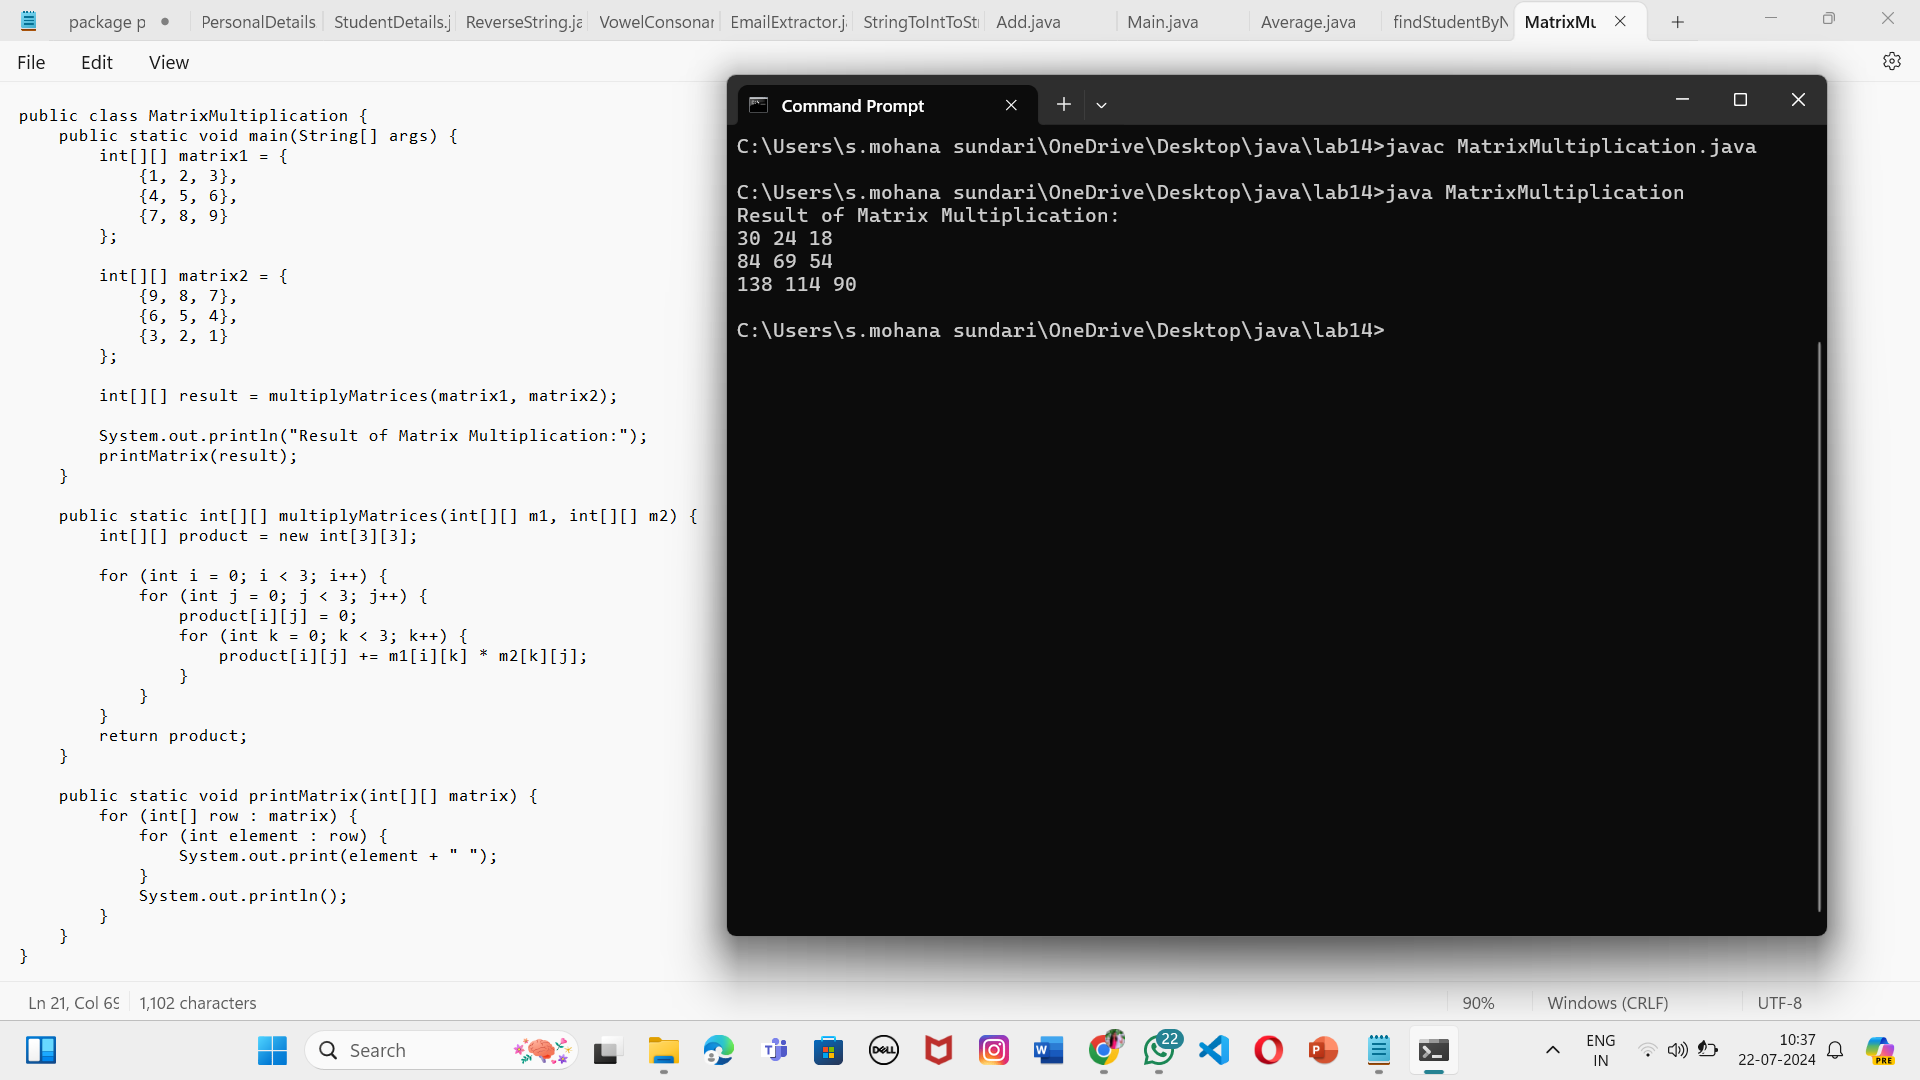 package p
PersonalDetails
StudentDetails.j
ReverseString.ja
VowelConsonan
EmailExtractor.j
StringToIntToStr
Add.java
Main.java
Average.java
findStudentByN
MatrixMu
File Edit View
public class MatrixMultiplication {
    public static void main(String[] args) {
        int[][] matrix1 = {
            {1, 2, 3},
            {4, 5, 6},
            {7, 8, 9}
        };
        int[][] matrix2 = {
            {9, 8, 7},
            {6, 5, 4},
            {3, 2, 1}
        };
        int[][] result = multiplyMatrices(matrix1, matrix2);
        System.out.println("Result of Matrix Multiplication:");
        printMatrix(result);
    }
    public static int[][] multiplyMatrices(int[][] m1, int[][] m2) {
        int[][] product = new int[3][3];
        for (int i = 0; i < 3; i++) {
            for (int j = 0; j < 3; j++) {
                product[i][j] = 0;
                for (int k = 0; k < 3; k++) {
                    product[i][j] += m1[i][k] * m2[k][j];
                }
            }
        }
        return product;
    }
    public static void printMatrix(int[][] matrix) {
        for (int[] row : matrix) {
            for (int element : row) {
                System.out.print(element + " ");
            }
            System.out.println();
        }
    }
}
Command Prompt
C:\Users\s.mohana sundari\OneDrive\Desktop\java\lab14>javac MatrixMultiplication.java
C:\Users\s.mohana sundari\OneDrive\Desktop\java\lab14>java MatrixMultiplication
Result of Matrix Multiplication:
30 24 18
84 69 54
138 114 90
C:\Users\s.mohana sundari\OneDrive\Desktop\java\lab14>
Ln 21, Col 69
1,102 characters
90%
Windows (CRLF)
UTF-8
Search
DELL
22
ENG
IN
10:37
22-07-2024
PRE